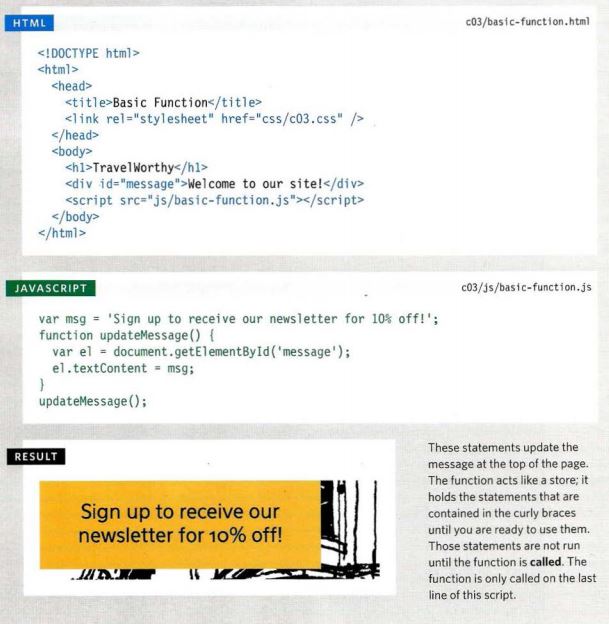 HTML
c03/basic-function.html
<!DOCTYPE html>
<html>
<head>
<title>Basic Function</title>
<link rel="stylesheet" href="css/c03.css" />
</head>
<body>
<h1>TravelWorthy</h1>
<div id="message">Welcome to our site!</div>
<script src="js/basic-function.js"></script>
</body>
</html>
JAVASCRIPT
c03/js/basic-function.js
var msg = 'Sign up to receive our newsletter for 10% off!';
function updateMessage() {
var el = document.getElementById('message');
el.textContent = msg;
}
updateMessage();
RESULT
Sign up to receive our
newsletter for 10% off!
These statements update the
message at the top of the page.
The function acts like a store; it
holds the statements that are
contained in the curly braces
until you are ready to use them.
Those statements are not run
until the function is called. The
function is only called on the last
line of this script.